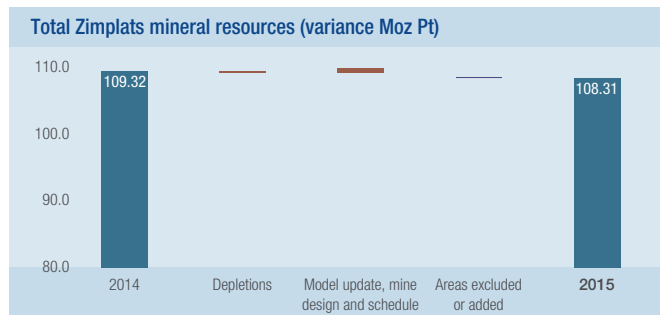 Total Zimplats mineral resources (variance Moz Pt)
110.0
109.32
108.31
100.0
90.0
80.0
2014
Depletions
Model update, mine
design and schedule
Areas excluded
or added
2015